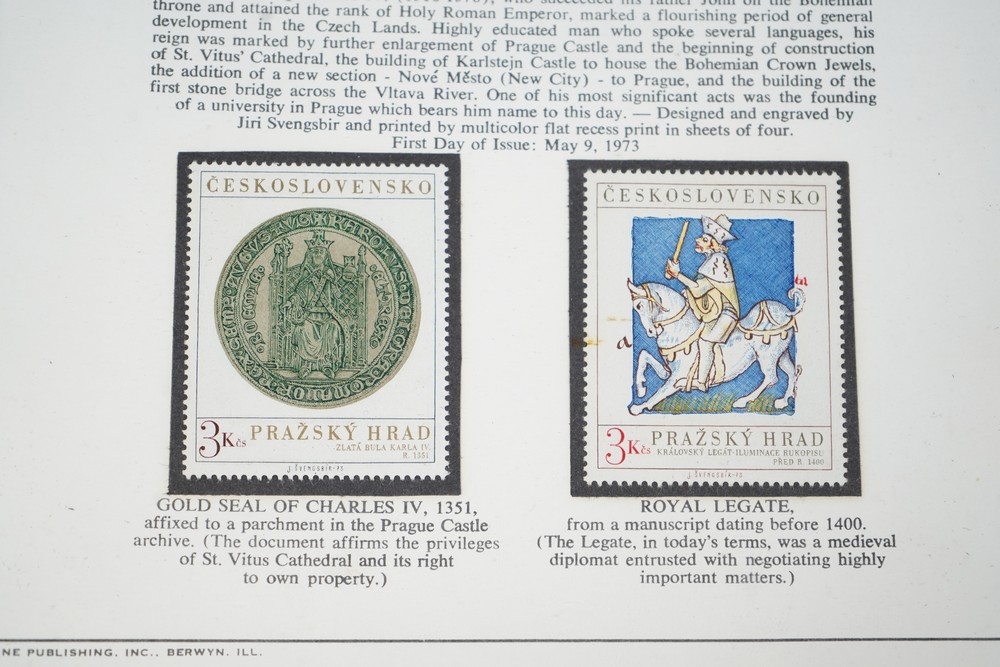 throne and attained the rank of Holy Roman Emperor, marked a flourishing period of general
development in the Czech Lands. Highly educated man who spoke several languages, his
reign was marked by further enlargement of Prague Castle and the beginning of construction
of St. Vitus' Cathedral, the building of Karlstejn Castle to house the Bohemian Crown Jewels,
the addition of a new section - Nové Město (New City) - to Prague, and the building of the
first stone bridge across the Vltava River. One of his most significant acts was the founding
of a university in Prague which bears him name to this day. — Designed and engraved by
Jiri Svengsbir and printed by multicolor flat recess print in sheets of four.
First Day of Issue: May 9, 1973
ČESKOSLOVENSKO
3 Kčs PRAŽSKÝ HRAD
ZLATÁ BULA KARLA IV.
R. 1351
J. ŠVENGSBÍR-73
GOLD SEAL OF CHARLES IV, 1351,
affixed to a parchment in the Prague Castle
archive. (The document affirms the privileges
of St. Vitus Cathedral and its right
to own property.)
ČESKOSLOVENSKO
a
m
3 Kčs PRAŽSKÝ HRAD
KRÁLOVSKÝ LEGÁT-ILUMINACE RUKOPISU
PŘED R. 1400
J. ŠVENGSBÍR-73
ROYAL LEGATE,
from a manuscript dating before 1400.
(The Legate, in today's terms, was a medieval
diplomat entrusted with negotiating highly
important matters.)
NE PUBLISHING, INC., BERWYN, ILL.